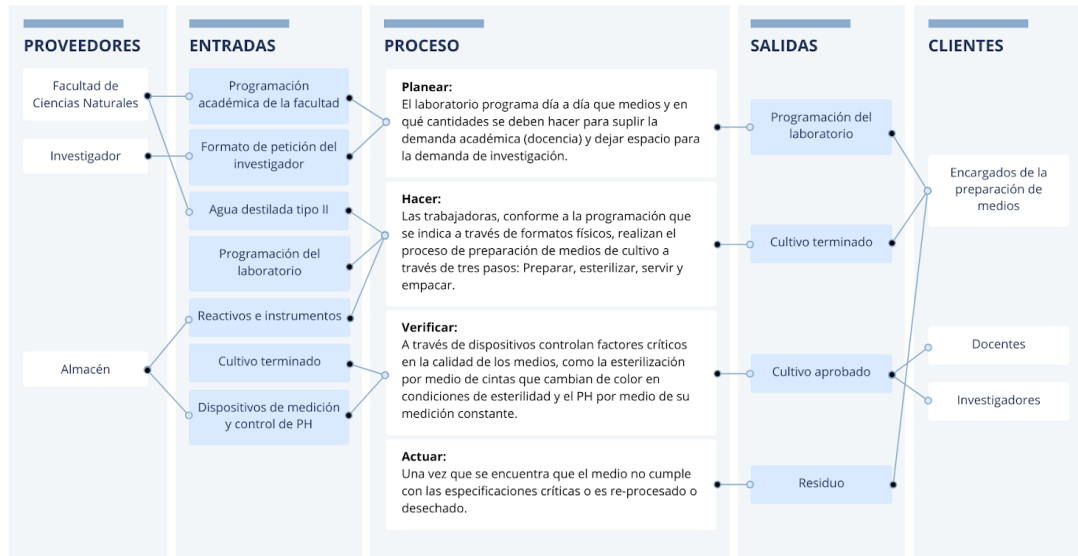 PROVEEDORES
Facultad de
Ciencias Naturales
Investigador
Almacén
ENTRADAS
Programación
académica de la facultad
Formato de petición del
investigador
Agua destilada tipo II
Programación del
laboratorio
Reactivos e instrumentos
Cultivo terminado
Dispositivos de medición
y control de PH
PROCESO
Planear:
El laboratorio programa día a día que medios y en
qué cantidades se deben hacer para suplir la
demanda académica (docencia) y dejar espacio para
la demanda de investigación.
Hacer:
Las trabajadoras, conforme a la programación que
se indica a través de formatos físicos, realizan el
proceso de preparación de medios de cultivo a
través de tres pasos: Preparar, esterilizar, servir y
empacar.
Verificar:
A través de dispositivos controlan factores críticos
en la calidad de los medios, como la esterilización
por medio de cintas que cambian de color en
condiciones de esterilidad y el PH por medio de su
medición constante.
Actuar:
Una vez que se encuentra que el medio no cumple
con las especificaciones críticas o es re-procesado o
desechado.
SALIDAS
Programación del
laboratorio
Cultivo terminado
Cultivo aprobado
Residuo
CLIENTES
Encargados de la
preparación de
medios
Docentes
Investigadores